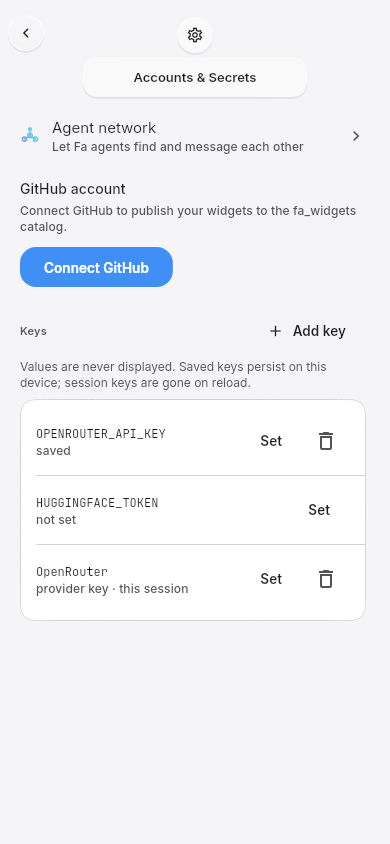 Accounts & Secrets
Agent network
Let Fa agents find and message each other
GitHub account
Connect GitHub to publish your widgets to the fa_widgets
catalog.
Connect GitHub
Keys
Add key
Values are never displayed. Saved keys persist on this
device; session keys are gone on reload.
OPENROUTER_API_KEY
saved
Set
HUGGINGFACE_TOKEN
not set
Set
OpenRouter
provider key · this session
Set